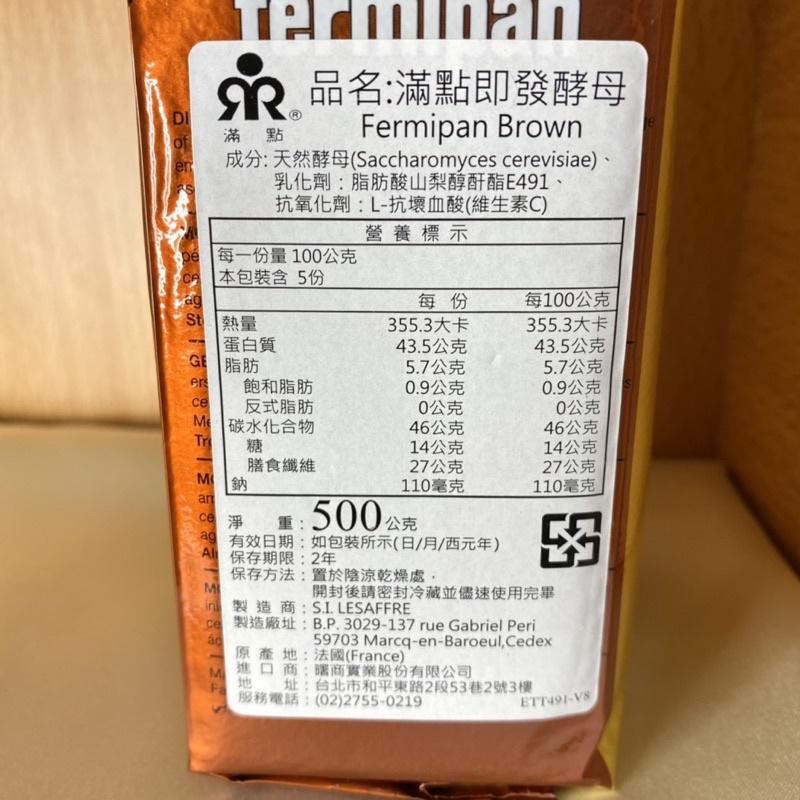 fermipan
®
滿點
品名:滿點即發酵母
Fermipan Brown
成分: 天然酵母(Saccharomyces cerevisiae)、
乳化劑：脂肪酸山梨醇酐酯E491、
抗氧化劑：L-抗壞血酸(維生素C)
營養標示
每一份量 100公克
本包裝含 5份
每 份 每100公克
熱量 355.3大卡 355.3大卡
蛋白質 43.5公克 43.5公克
脂肪 5.7公克 5.7公克
飽和脂肪 0.9公克 0.9公克
反式脂肪 0公克 0公克
碳水化合物 46公克 46公克
糖 14公克 14公克
膳食纖維 27公克 27公克
鈉 110毫克 110毫克
淨 重：500公克
有效日期：如包裝所示(日/月/西元年)
保存期限：2年
保存方法：置於陰涼乾燥處，
開封後請密封冷藏並儘速使用完畢
製 造 商：S.I. LESAFFRE
製造廠址：B.P. 3029-137 rue Gabriel Peri
59703 Marcq-en-Baroeul,Cedex
原 產 地：法國(France)
進 口 商：曙商實業股份有限公司
地 址：台北市和平東路2段53巷2號3樓
服務電話：(02)2755-0219
ETT491-V8